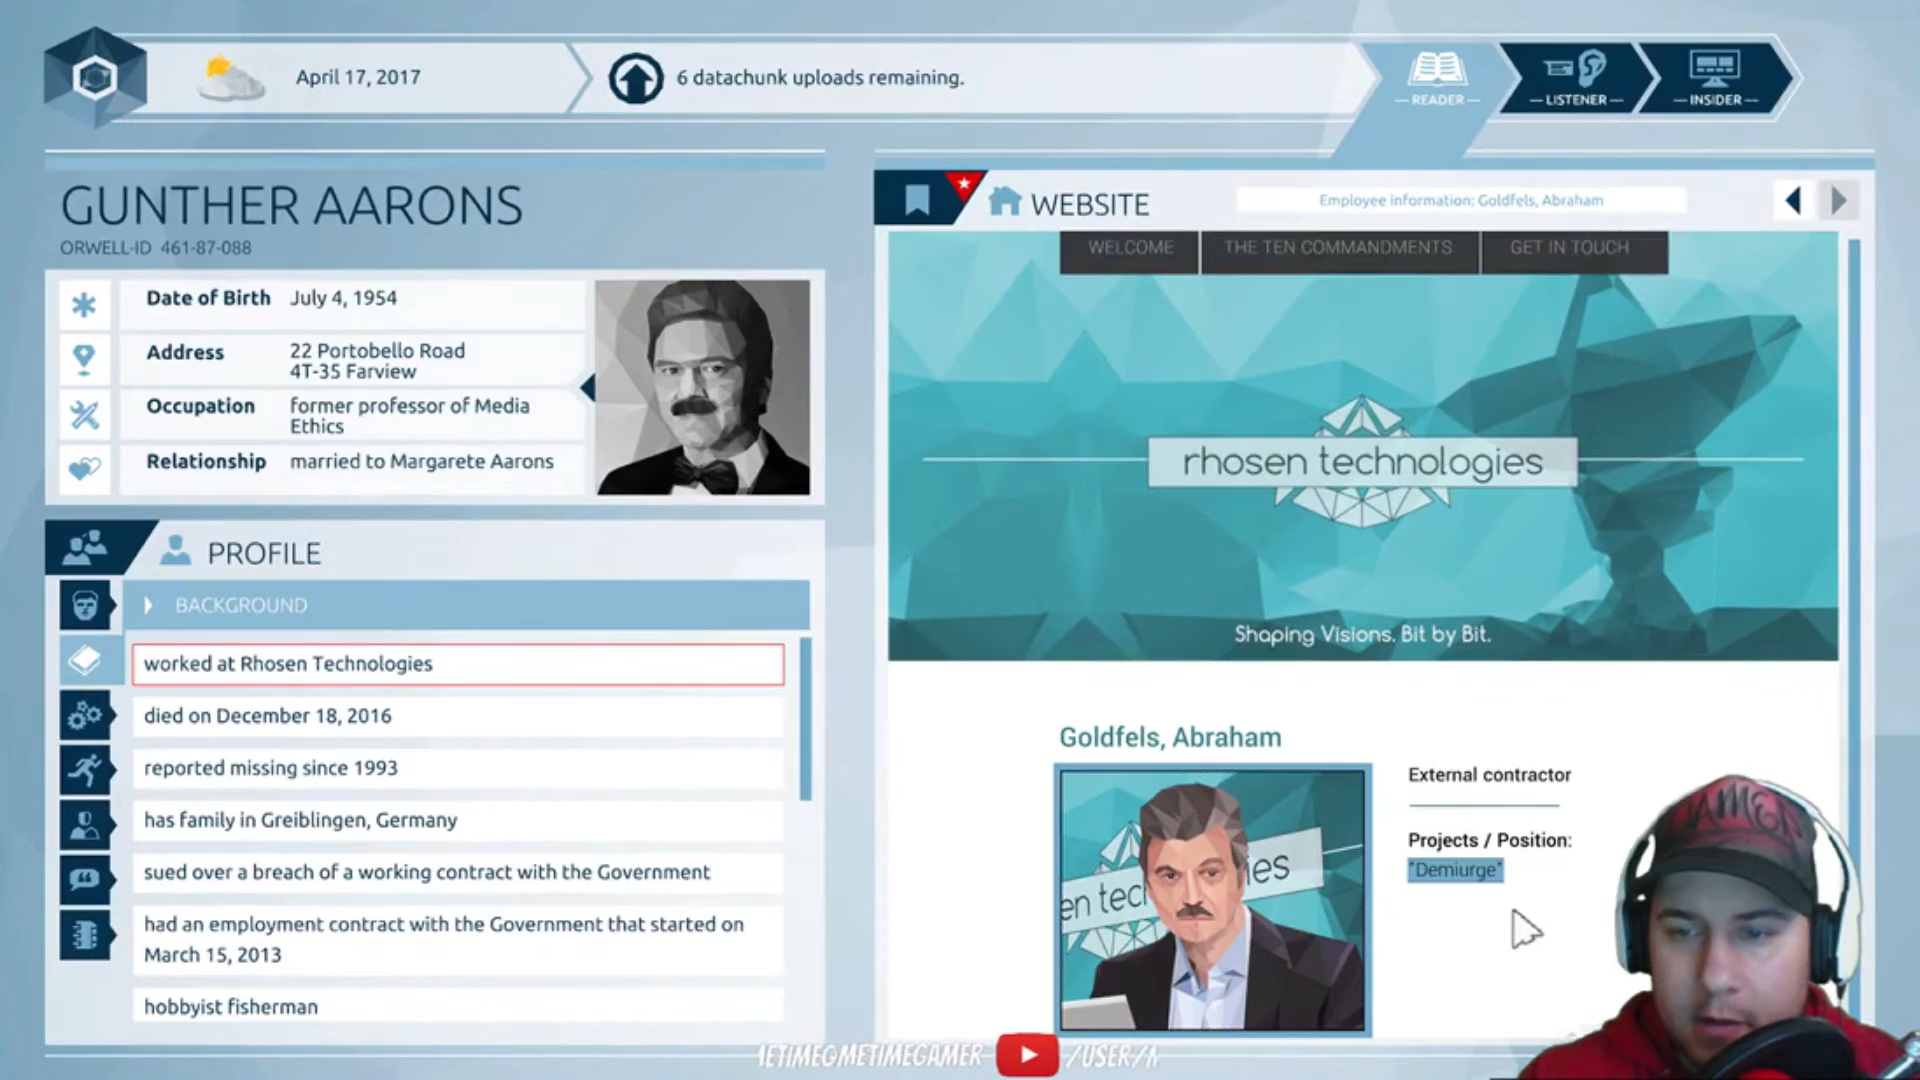 April 17, 2017
6 datachunk uploads remaining.
READER
LISTENER
INSIDER
GUNTHER AARONS
ORWELL-ID 461-87-088
Date of Birth July 4, 1954
Address 22 Portobello Road
4T-35 Farview
Occupation former professor of Media
Ethics
Relationship married to Margarete Aarons
PROFILE
BACKGROUND
worked at Rhosen Technologies
died on December 18, 2016
reported missing since 1993
has family in Greiblingen, Germany
sued over a breach of a working contract with the Government
had an employment contract with the Government that started on
March 15, 2013
hobbyist fisherman
WEBSITE
Employee information: Goldfels, Abraham
WELCOME
THE TEN COMMANDMENTS
GET IN TOUCH
rhosen technologies
Shaping Visions. Bit by Bit.
Goldfels, Abraham
en tec ies
External contractor
Projects / Position:
"Demiurge"
METIMEGAMER
/USER/